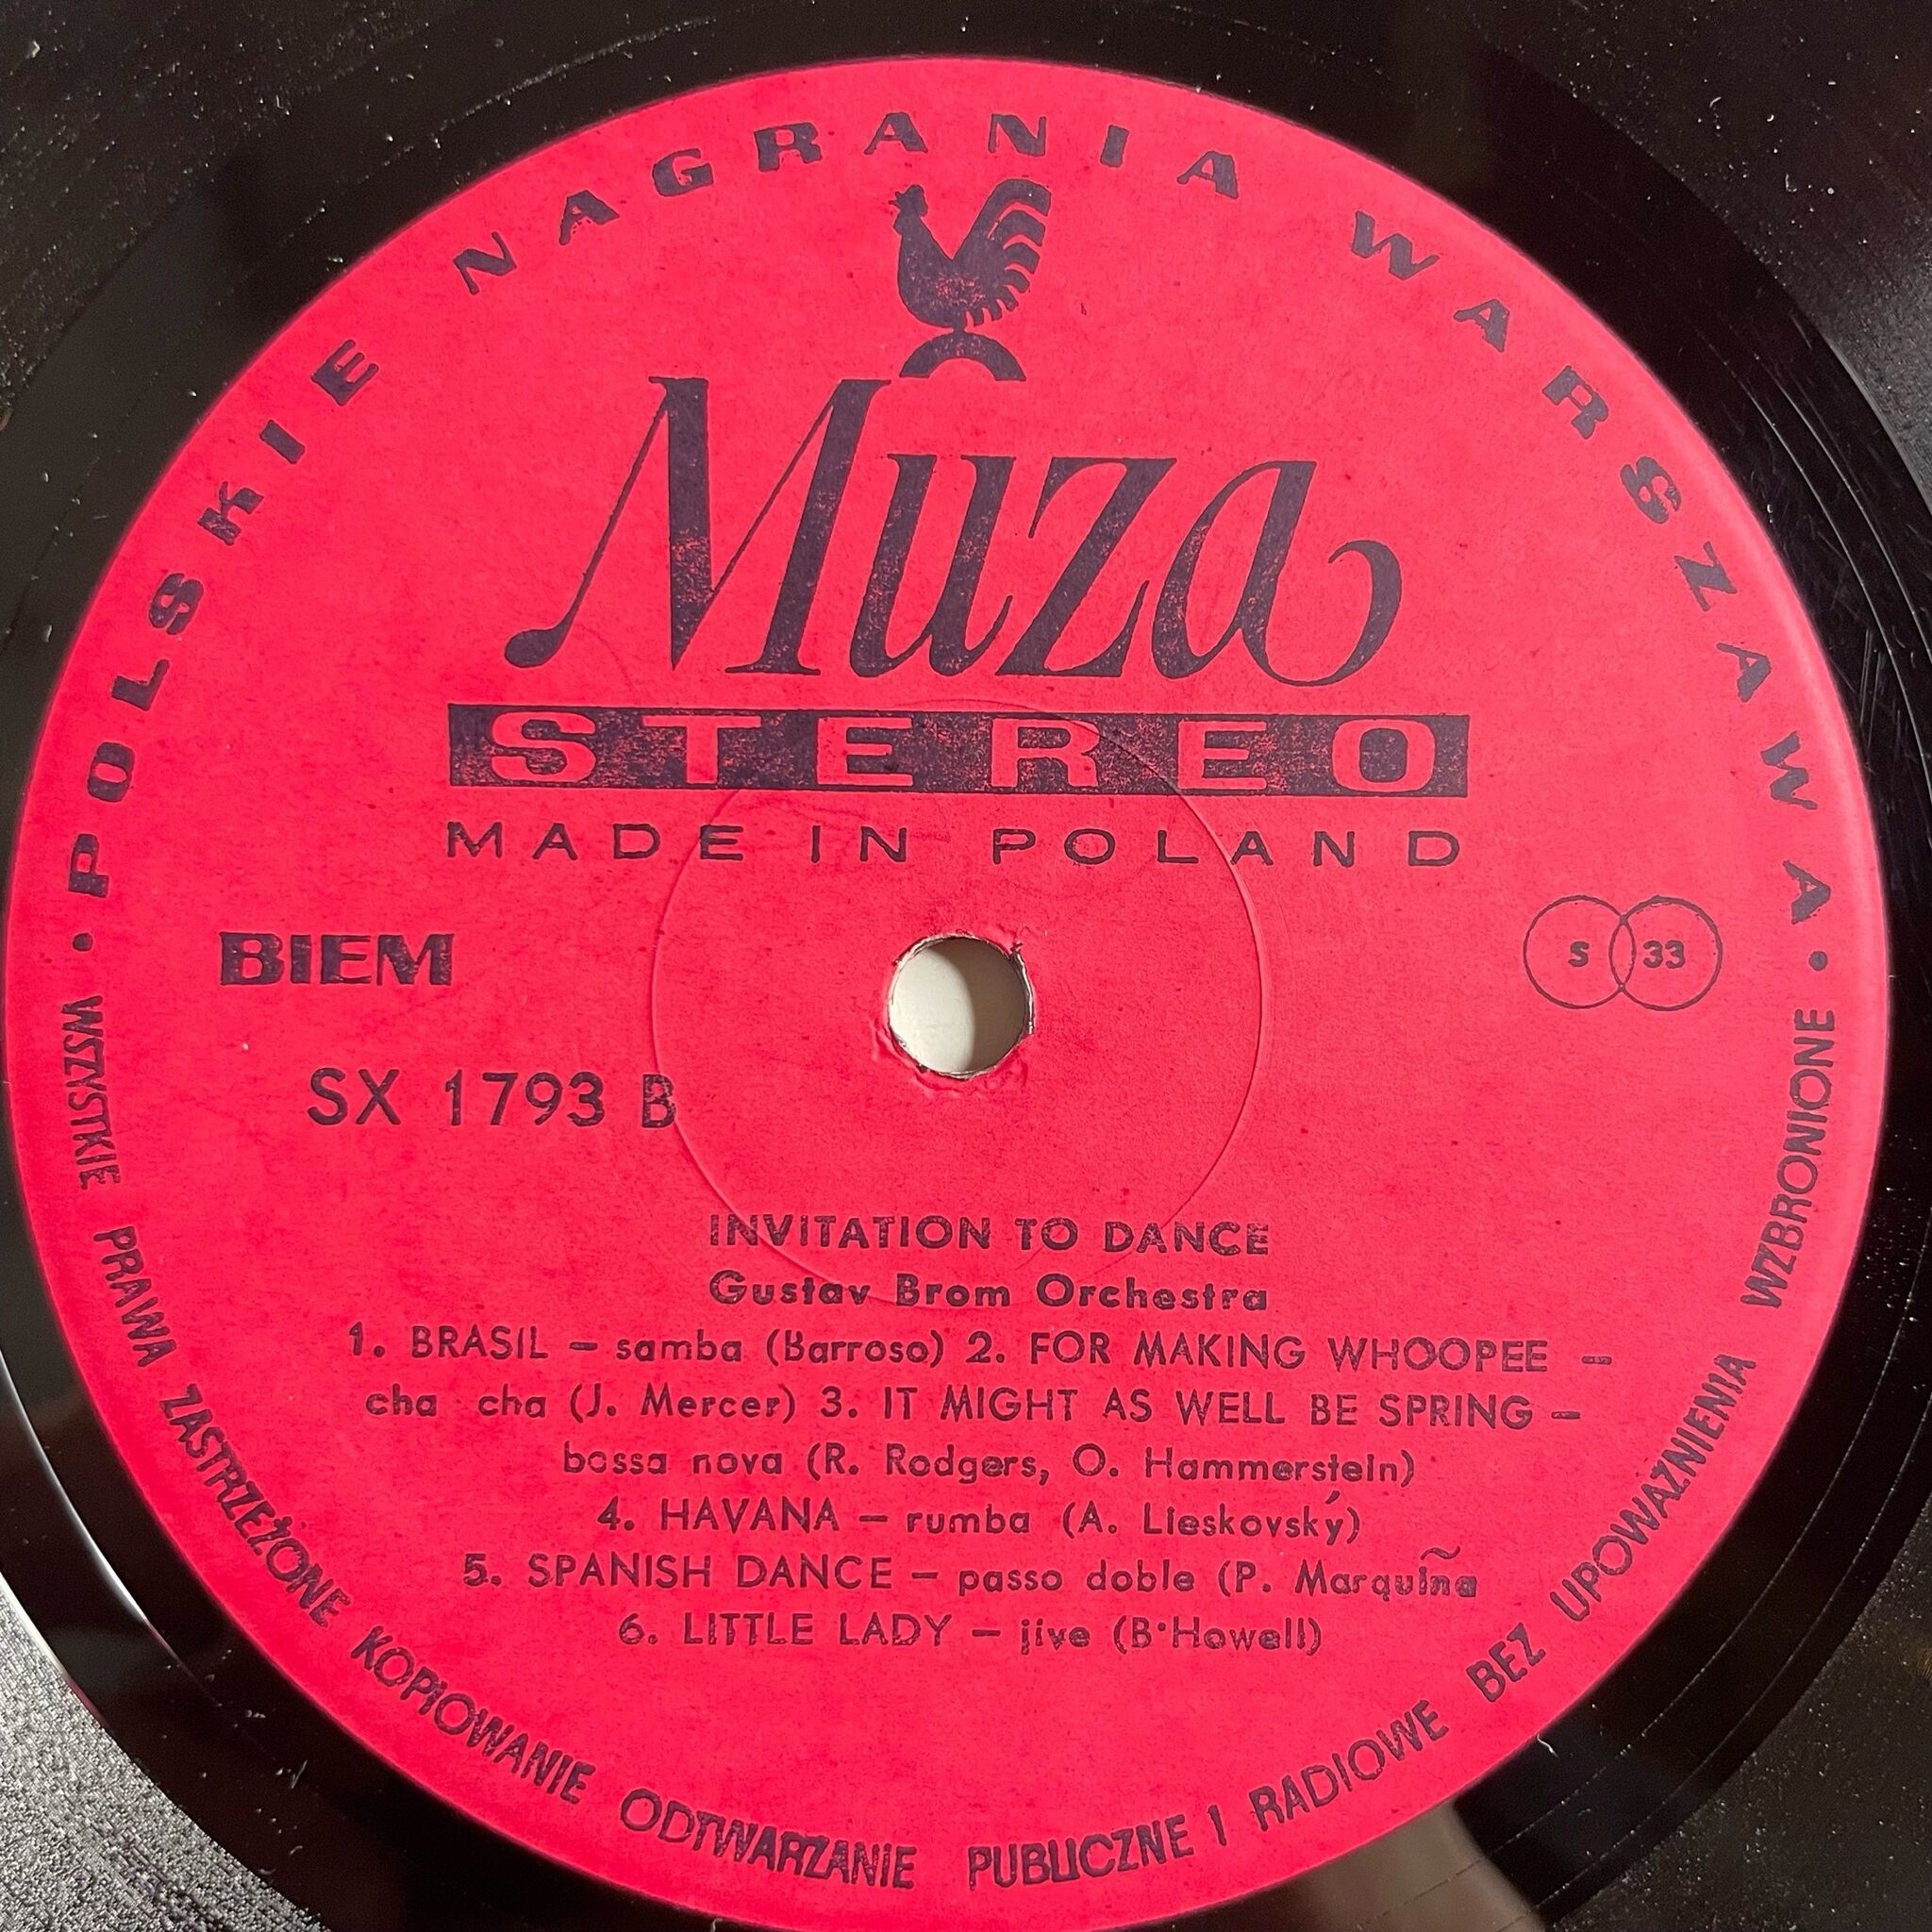 POLSKIE NAGRANIA WARSZAWA
Muza
STEREO
MADE IN POLAND
BIEM
S 33
SX 1793 B
INVITATION TO DANCE
Gustav Brom Orchestra
1. BRASIL – samba (Barroso) 2. FOR MAKING WHOOPEE –
cha cha (J. Mercer) 3. IT MIGHT AS WELL BE SPRING –
bossa nova (R. Rodgers, O. Hammerstein)
4. HAVANA – rumba (A. Lieskovský)
5. SPANISH DANCE – passo doble (P. Marquiña
6. LITTLE LADY – jive (B·Howell)
• WSZYSTKIE PRAWA ZASTRZEŻONE KOPIOWANIE ODTWARZANIE PUBLICZNE I RADIOWE BEZ UPOWAŻNIENIA WZBRONIONE •